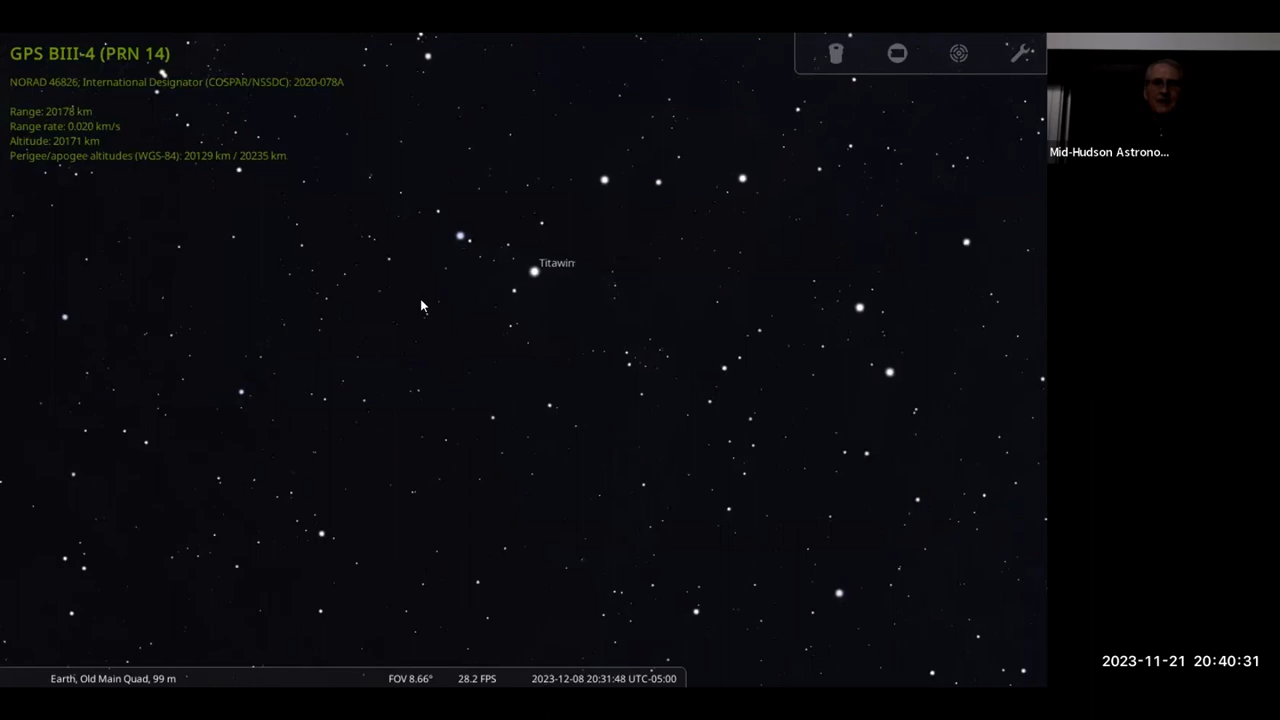 GPS BIII-4 (PRN 14)
NORAD 46826; International Designator (COSPAR/NSSDC): 2020-078A
Range: 20178 km
Range rate: 0.020 km/s
Altitude: 20171 km
Perigee/apogee altitudes (WGS-84): 20129 km / 20235 km
Mid-Hudson Astrono...
Titawin
2023-11-21 20:40:31
Earth, Old Main Quad, 99 m FOV 8.66° 28.2 FPS 2023-12-08 20:31:48 UTC-05:00